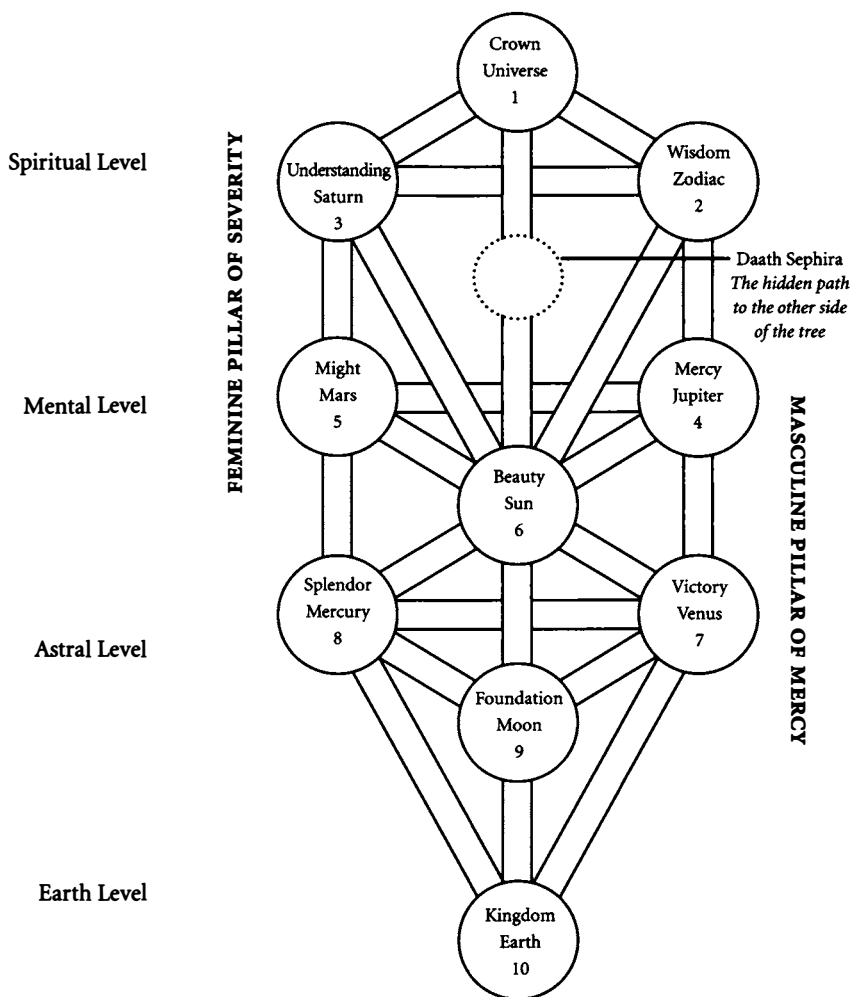 Crown
Universe
1
Spiritual Level
FEMININE PILLAR OF SEVERITY
Understanding
Saturn
3
Wisdom
Zodiac
2
Daath Sephira
The hidden path
to the other side
of the tree
Mental Level
Might
Mars
5
Mercy
Jupiter
4
MASCULINE PILLAR OF MERCY
Beauty
Sun
6
Astral Level
Splendor
Mercury
8
Victory
Venus
7
Foundation
Moon
9
Earth Level
Kingdom
Earth
10